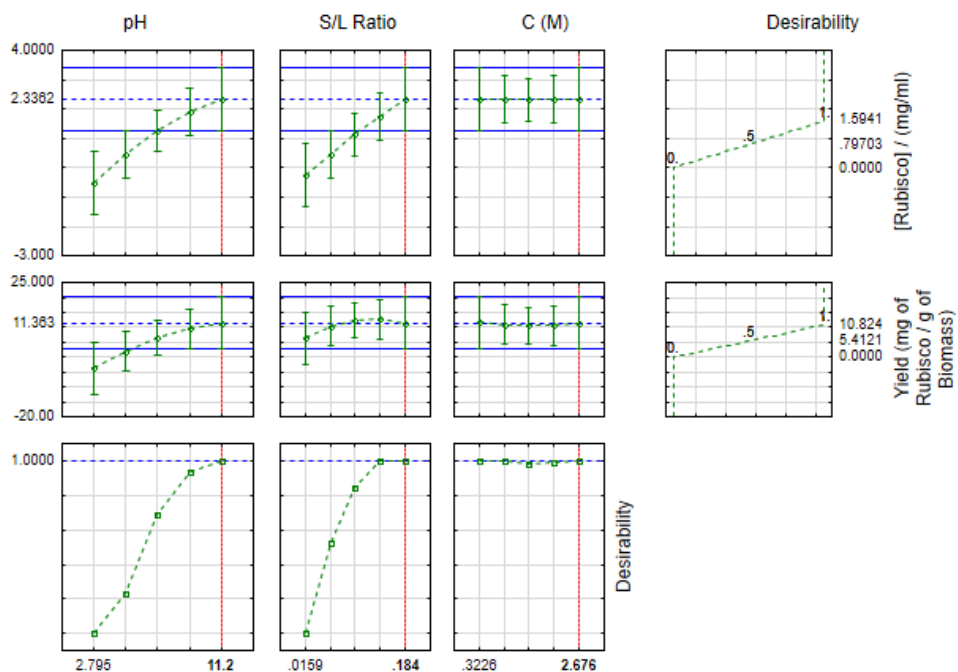 pH
S/L Ratio
C (M)
Desirability
4.0000
2.3362
-3.000
0.
.5
1.
1.5941
.79703
0.0000
[Rubisco] / (mg/ml)
25.000
11.363
-20.00
0.
.5
1.
10.824
5.4121
0.0000
Yield (mg of
Rubisco / g of
Biomass)
1.0000
Desirability
2.795
11.2
.0159
.184
.3226
2.676